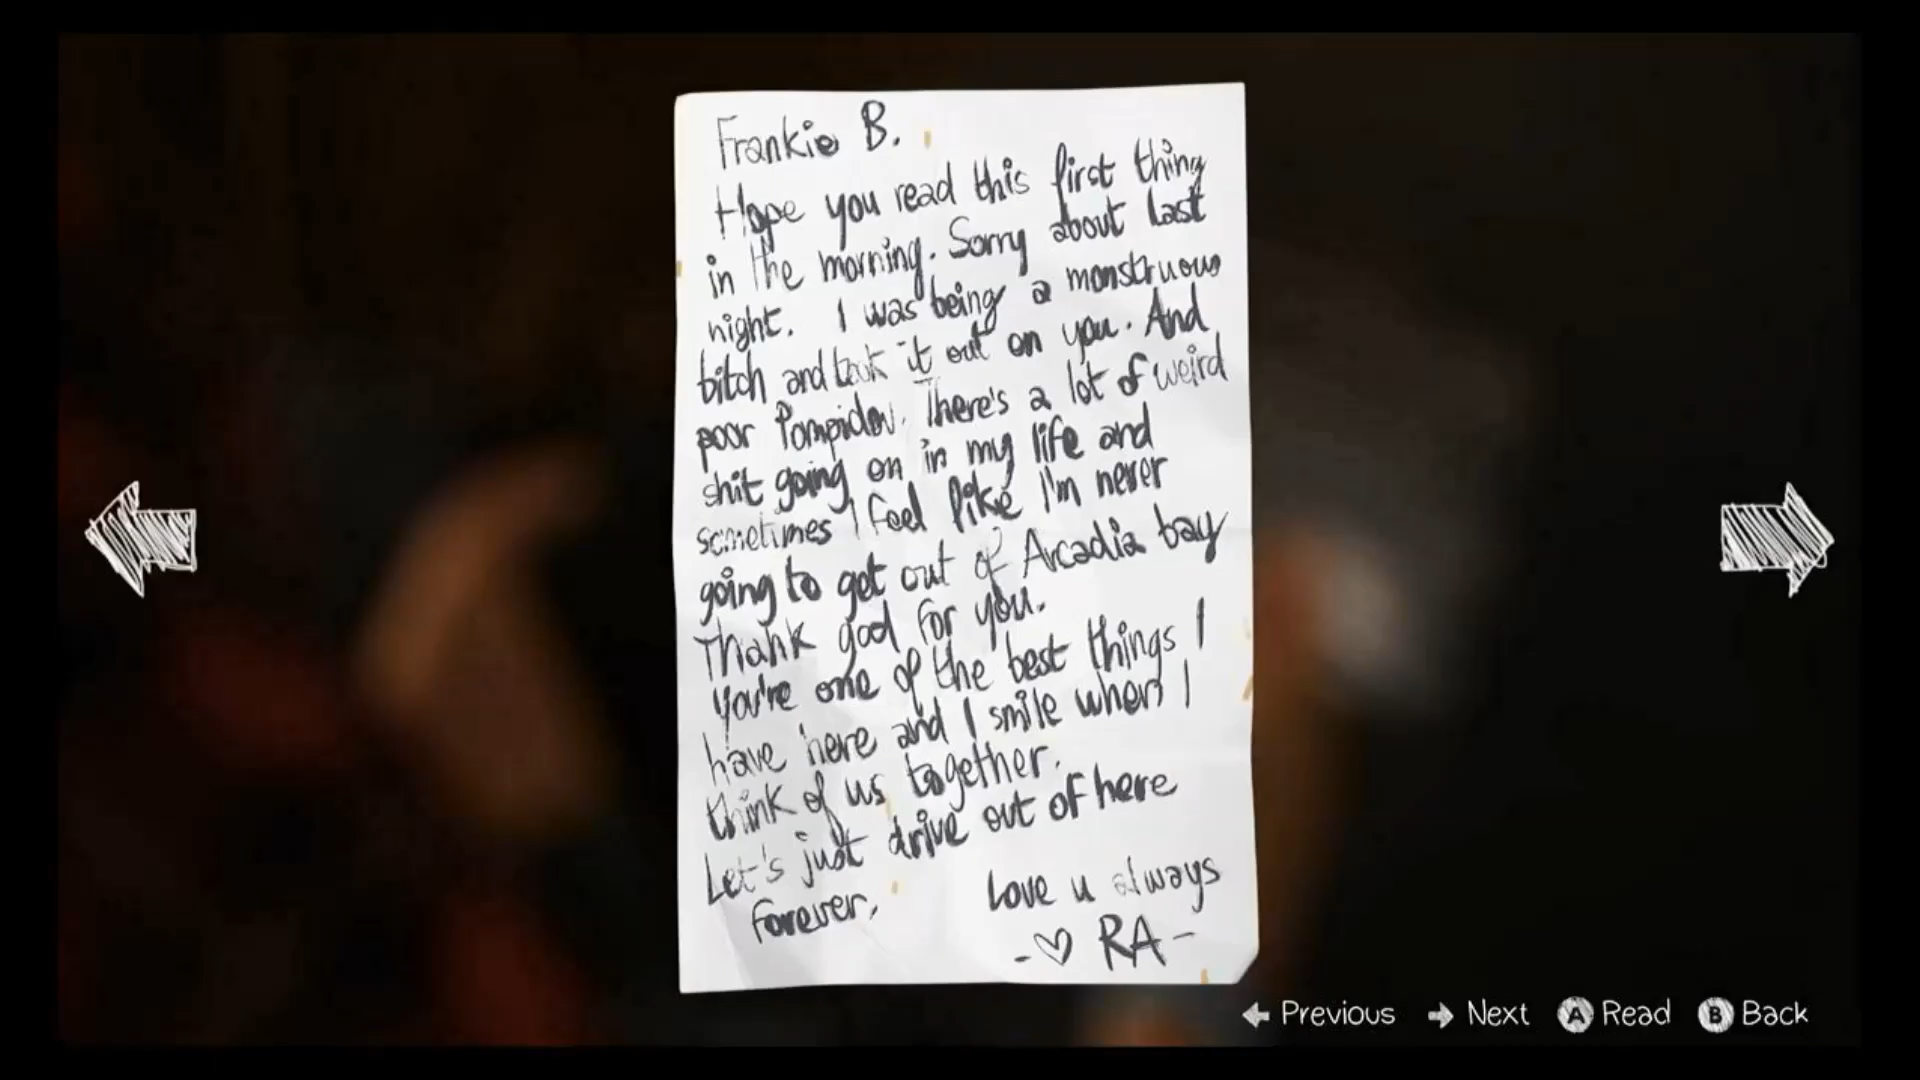 Frankie B.
Hope you read this first thing
in the morning. Sorry about last
night. I was being a monstruous
bitch and took it out on you. And
poor Pompidou. There's a lot of weird
shit going on in my life and
sometimes I feel like I'm never
going to get out of Arcadia bay
Thank god for you.
You're one of the best things I
have here and I smile when I
think of us together.
Let's just drive out of here
forever.
Love u always
-♡ RA-
Previous Next A Read B Back